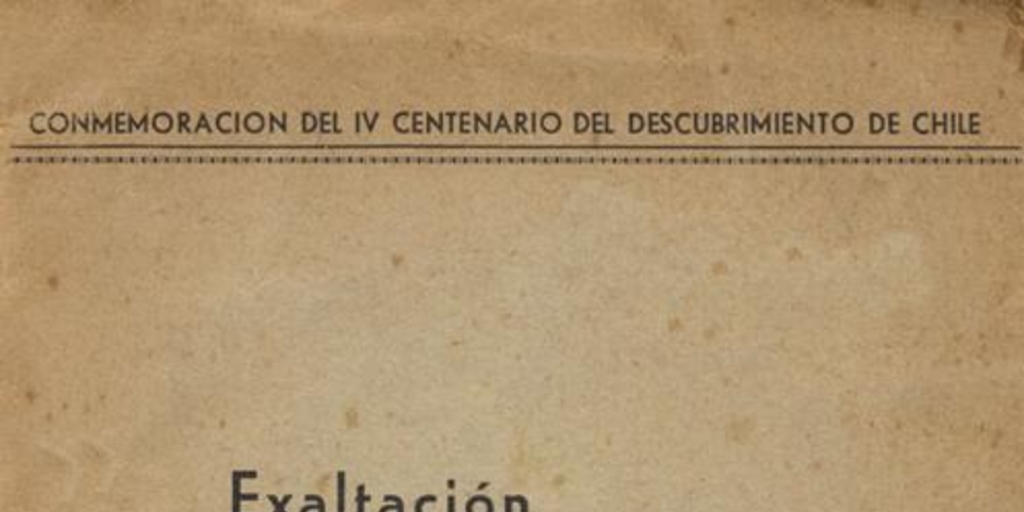 CONMEMORACION DEL IV CENTENARIO DEL DESCUBRIMIENTO DE CHILE
Exaltación